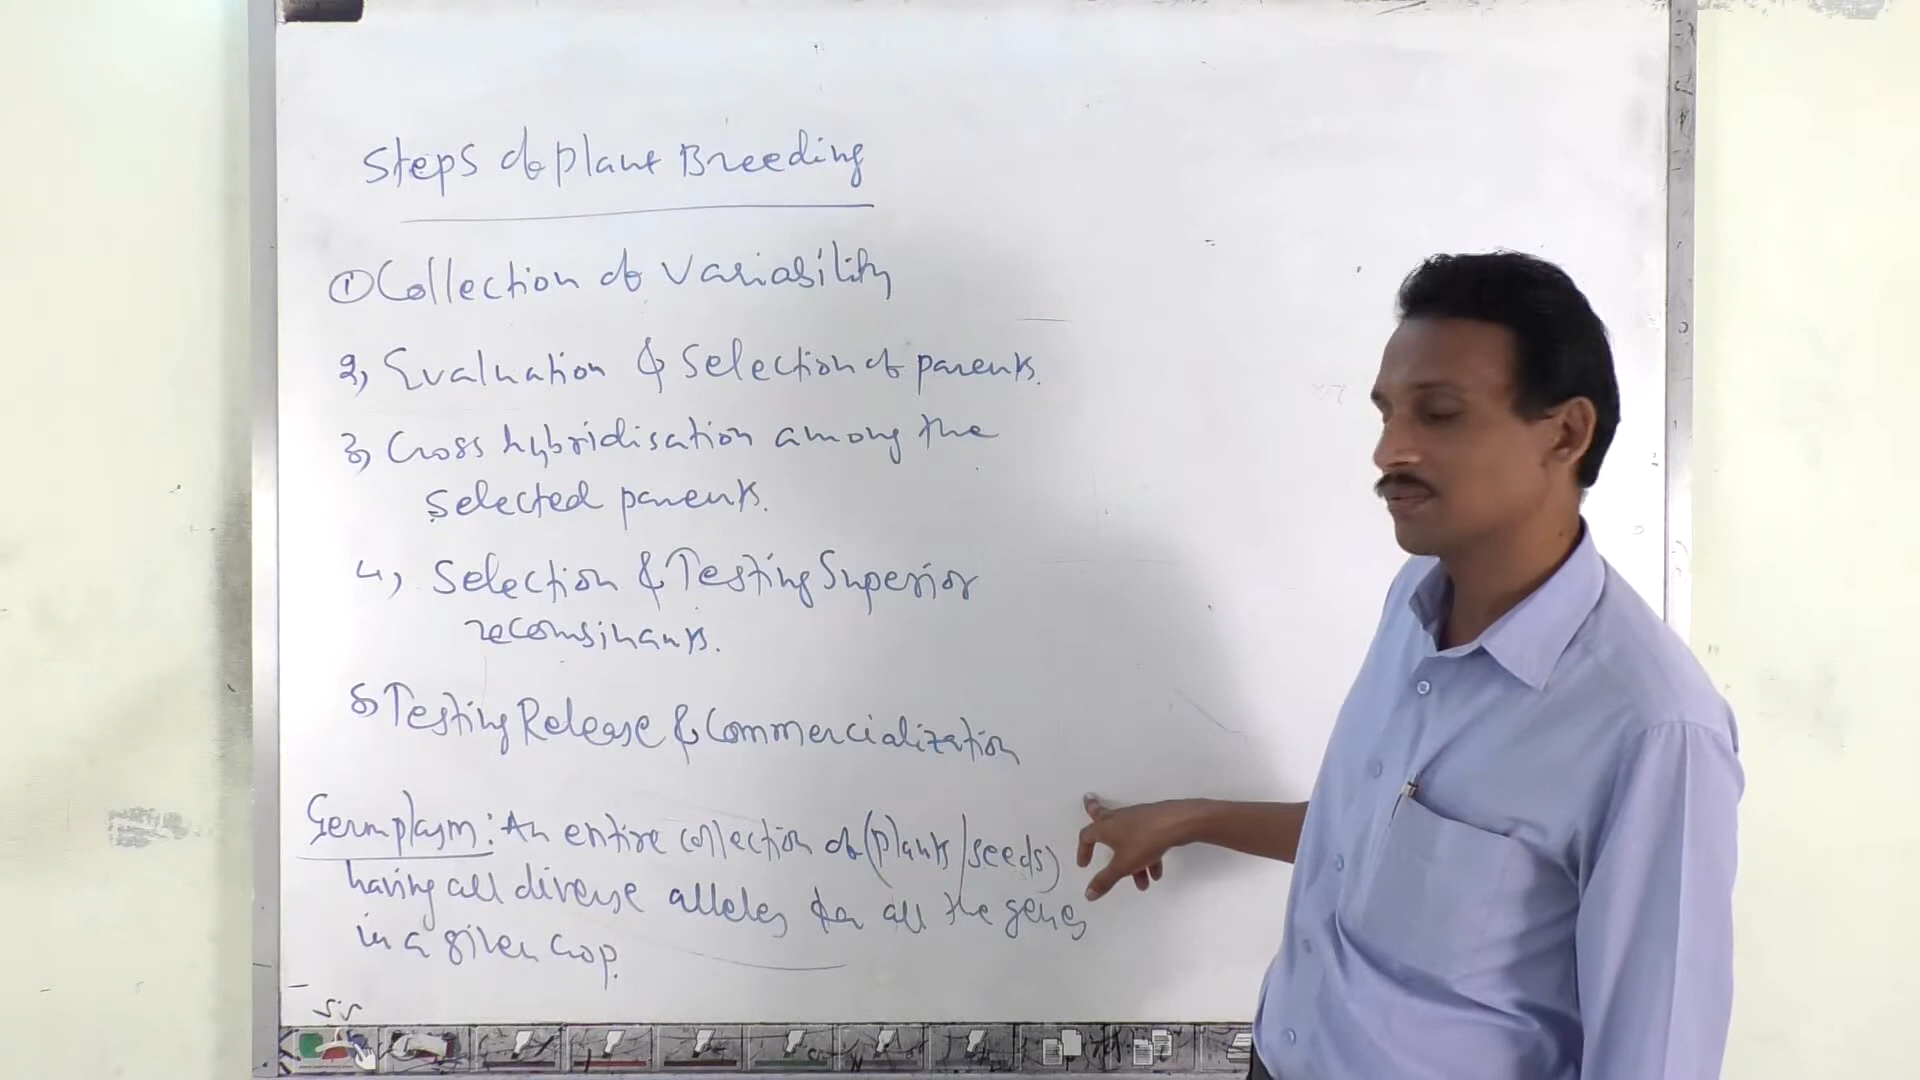 Steps of Plant Breeding
① Collection of Variability
2, Evaluation & Selection of parents.
3, Cross hybridisation among the
selected parents.
4, Selection & Testing Superior
recombinants.
5 Testing Release & Commercialization
Germplasm: An entire collection of (plants/seeds)
having all diverse alleles for all the genes
in a given crop.